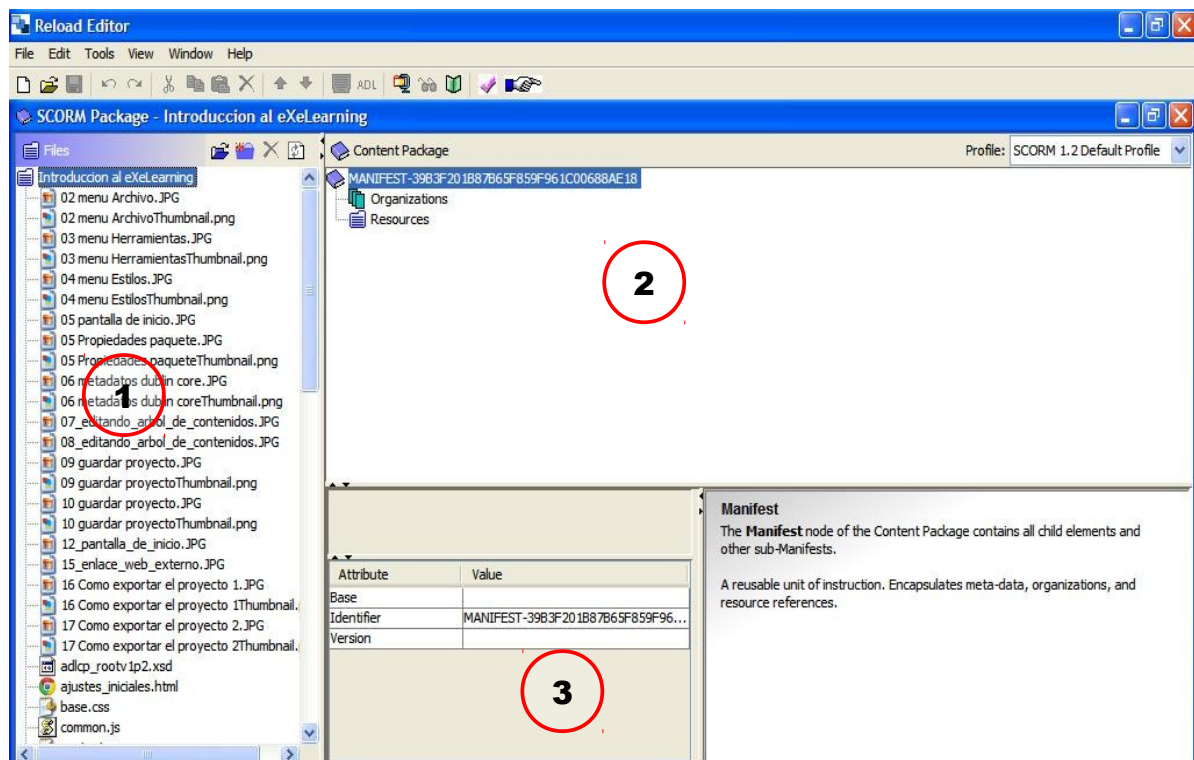 Reload Editor
File Edit Tools View Window Help
ADL
SCORM Package - Introduccion al eXeLearning
Files
Introduccion al eXeLearning
02 menu Archivo.JPG
02 menu ArchivoThumbnail.png
03 menu Herramientas.JPG
03 menu HerramientasThumbnail.png
04 menu Estilos.JPG
04 menu EstilosThumbnail.png
05 pantalla de inicio.JPG
05 Propiedades paquete.JPG
05 Propiedades paqueteThumbnail.png
06 metadatos dublin core.JPG
06 metadatos dublin coreThumbnail.png
07_editando_arbol_de_contenidos.JPG
08_editando_arbol_de_contenidos.JPG
09 guardar proyecto.JPG
09 guardar proyectoThumbnail.png
10 guardar proyecto.JPG
10 guardar proyectoThumbnail.png
12_pantalla_de_inicio.JPG
15_enlace_web_externo.JPG
16 Como exportar el proyecto 1.JPG
16 Como exportar el proyecto 1Thumbnail.
17 Como exportar el proyecto 2.JPG
17 Como exportar el proyecto 2Thumbnail.
adlcp_rootv1p2.xsd
ajustes_iniciales.html
base.css
common.js
1
Content Package
Profile: SCORM 1.2 Default Profile
MANIFEST-39B3F201B87B65F859F961C00688AE18
Organizations
Resources
2
Attribute Value
Base
Identifier MANIFEST-39B3F201B87B65F859F96...
Version
3
Manifest
The Manifest node of the Content Package contains all child elements and
other sub-Manifests.
A reusable unit of instruction. Encapsulates meta-data, organizations, and
resource references.